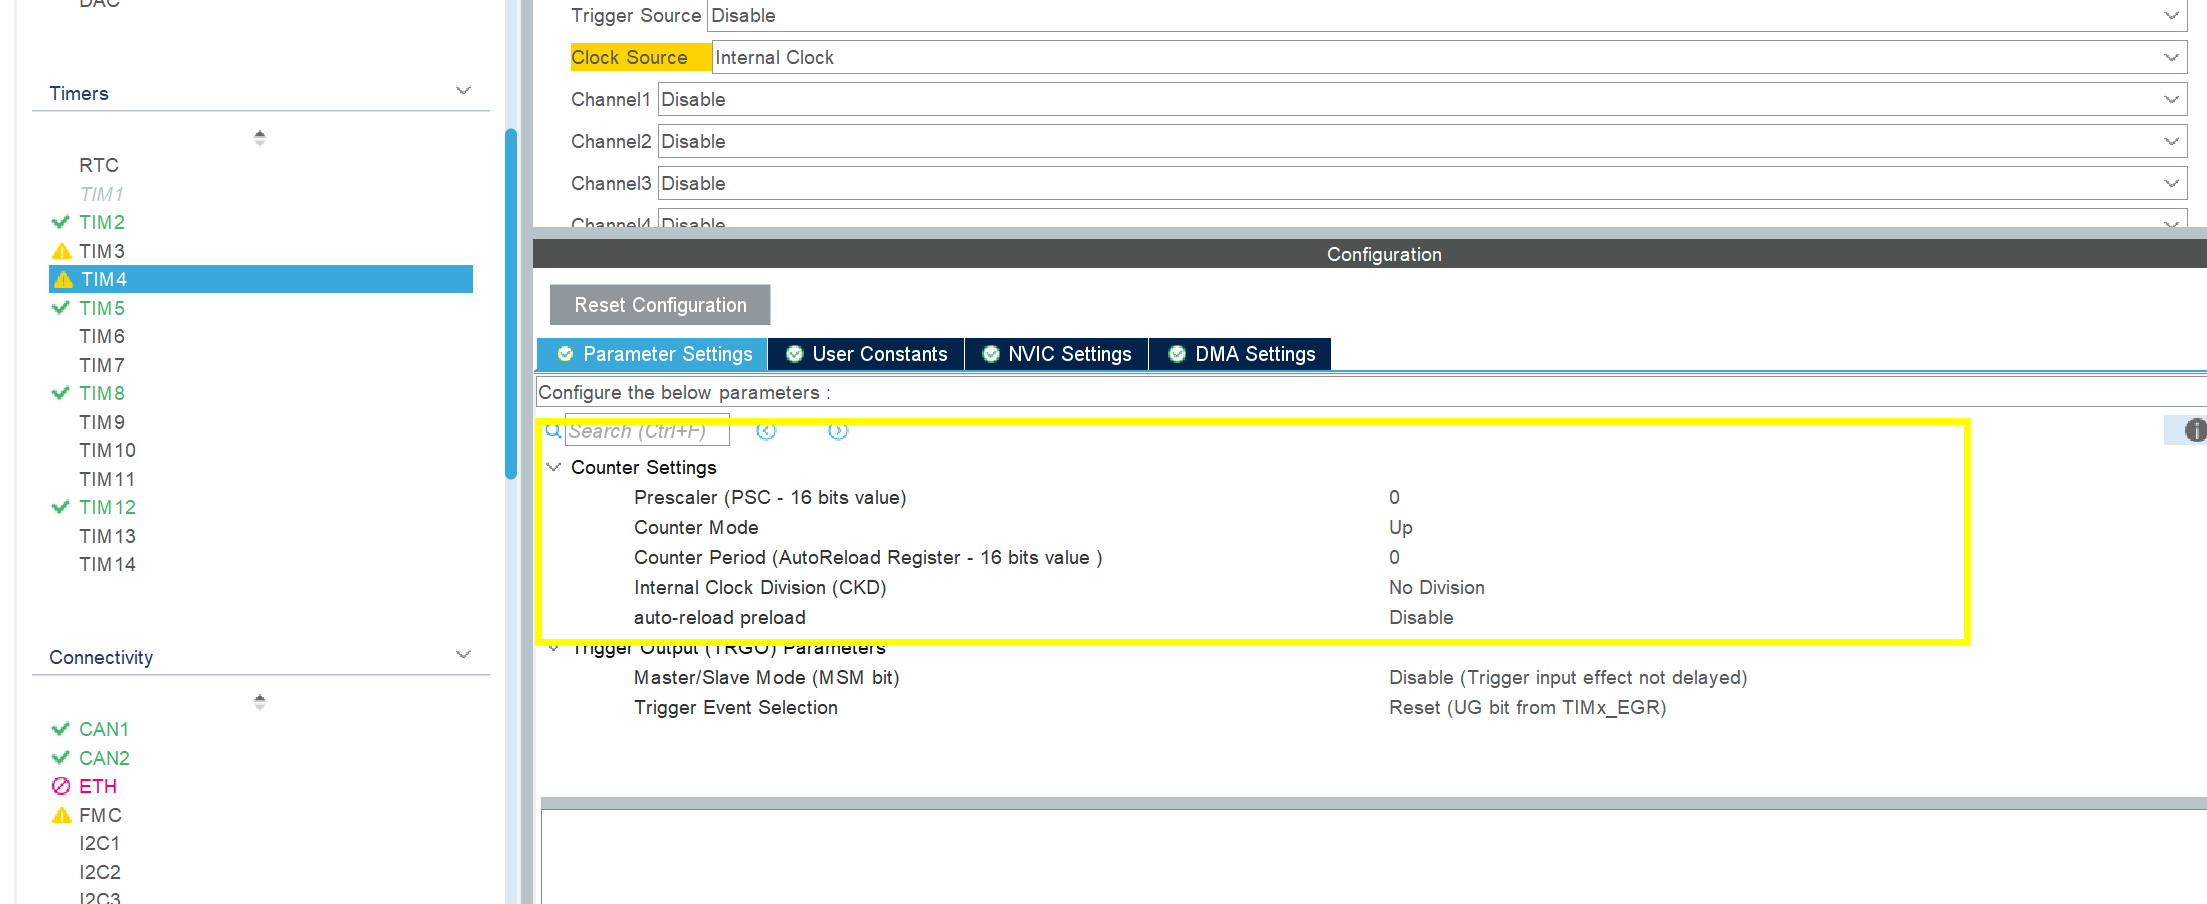 DAC
Timers
RTC
TIM1
TIM2
TIM3
TIM4
TIM5
TIM6
TIM7
TIM8
TIM9
TIM10
TIM11
TIM12
TIM13
TIM14
Connectivity
CAN1
CAN2
ETH
FMC
I2C1
I2C2
I2C3
Trigger Source Disable
Clock Source Internal Clock
Channel1 Disable
Channel2 Disable
Channel3 Disable
Channel4 Disable
Configuration
Reset Configuration
Parameter Settings User Constants NVIC Settings DMA Settings
Configure the below parameters :
Search (Ctrl+F)
Counter Settings
Prescaler (PSC - 16 bits value) 0
Counter Mode Up
Counter Period (AutoReload Register - 16 bits value ) 0
Internal Clock Division (CKD) No Division
auto-reload preload Disable
Trigger Output (TRGO) Parameters
Master/Slave Mode (MSM bit) Disable (Trigger input effect not delayed)
Trigger Event Selection Reset (UG bit from TIMx_EGR)